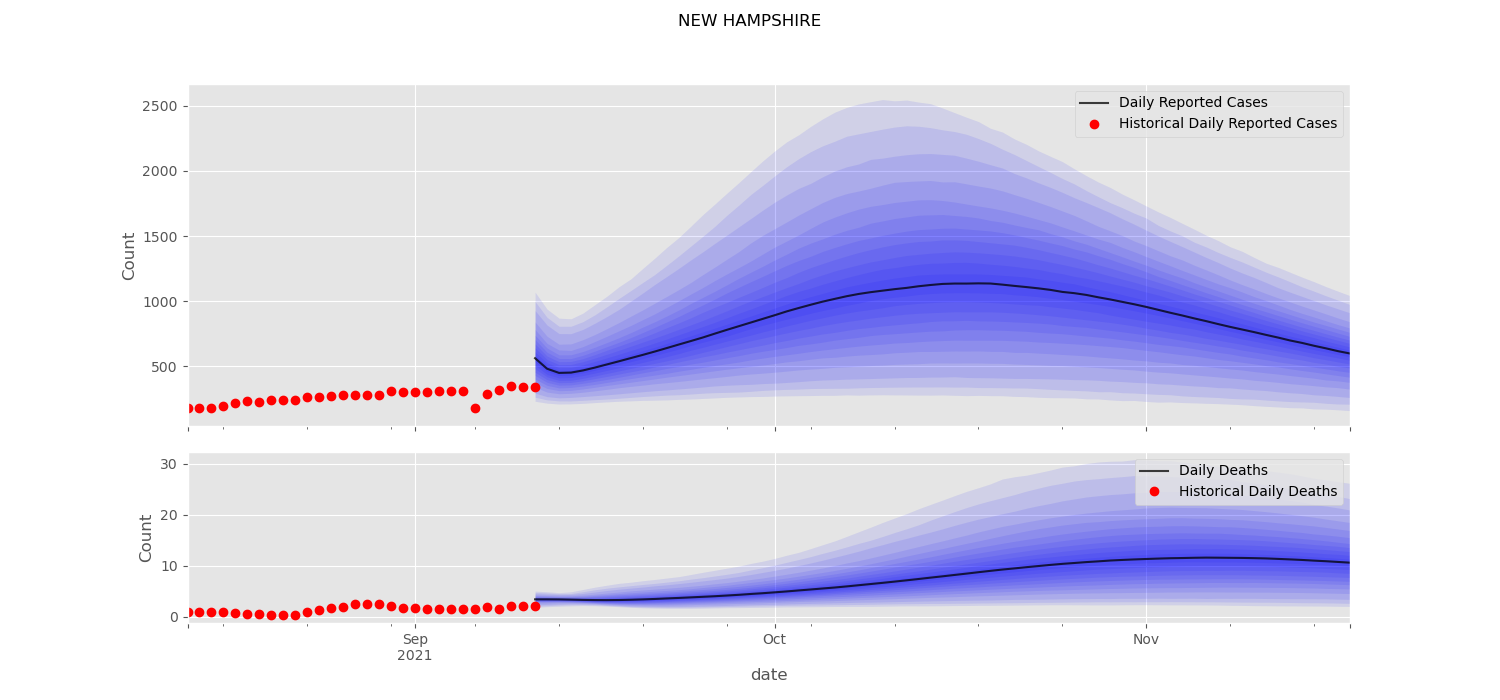 NEW HAMPSHIRE
2500
2000
1500
1000
500
Count
Daily Reported Cases
Historical Daily Reported Cases
30
20
10
0
Count
Daily Deaths
Historical Daily Deaths
Sep
2021
Oct
Nov
date